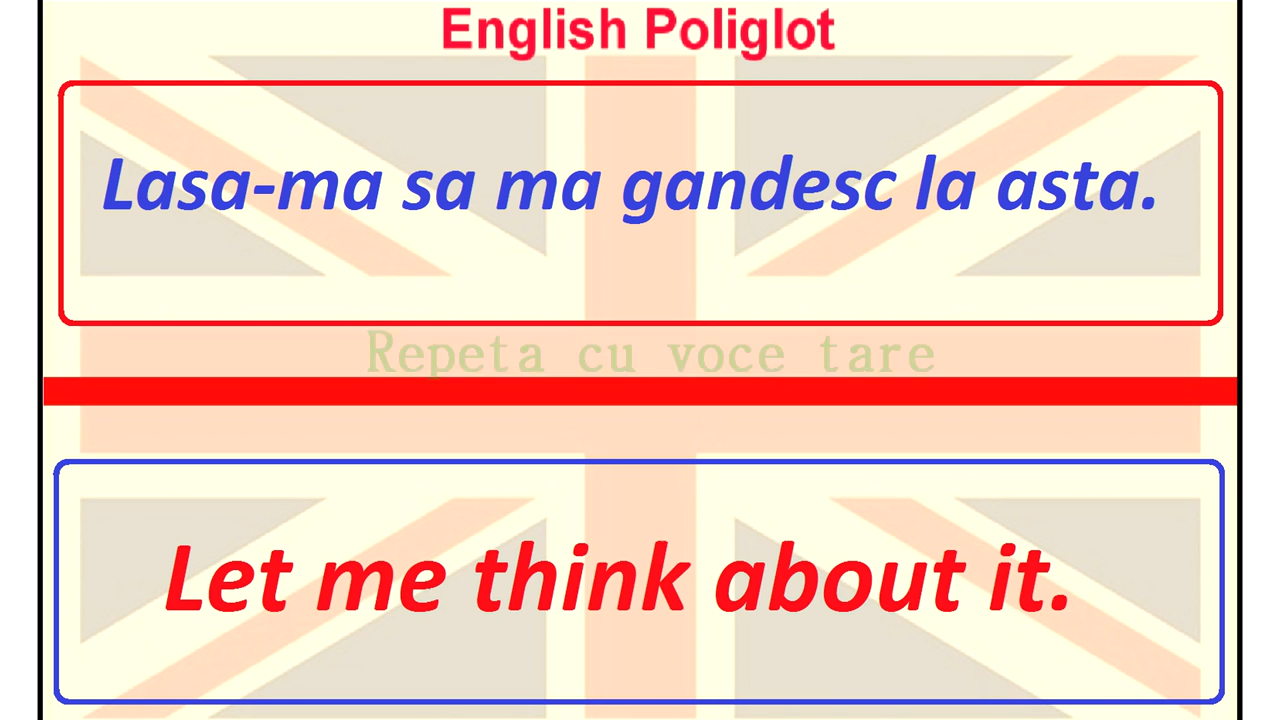 English Poliglot
Lasa-ma sa ma gandesc la asta.
Repeta cu voce tare
Let me think about it.